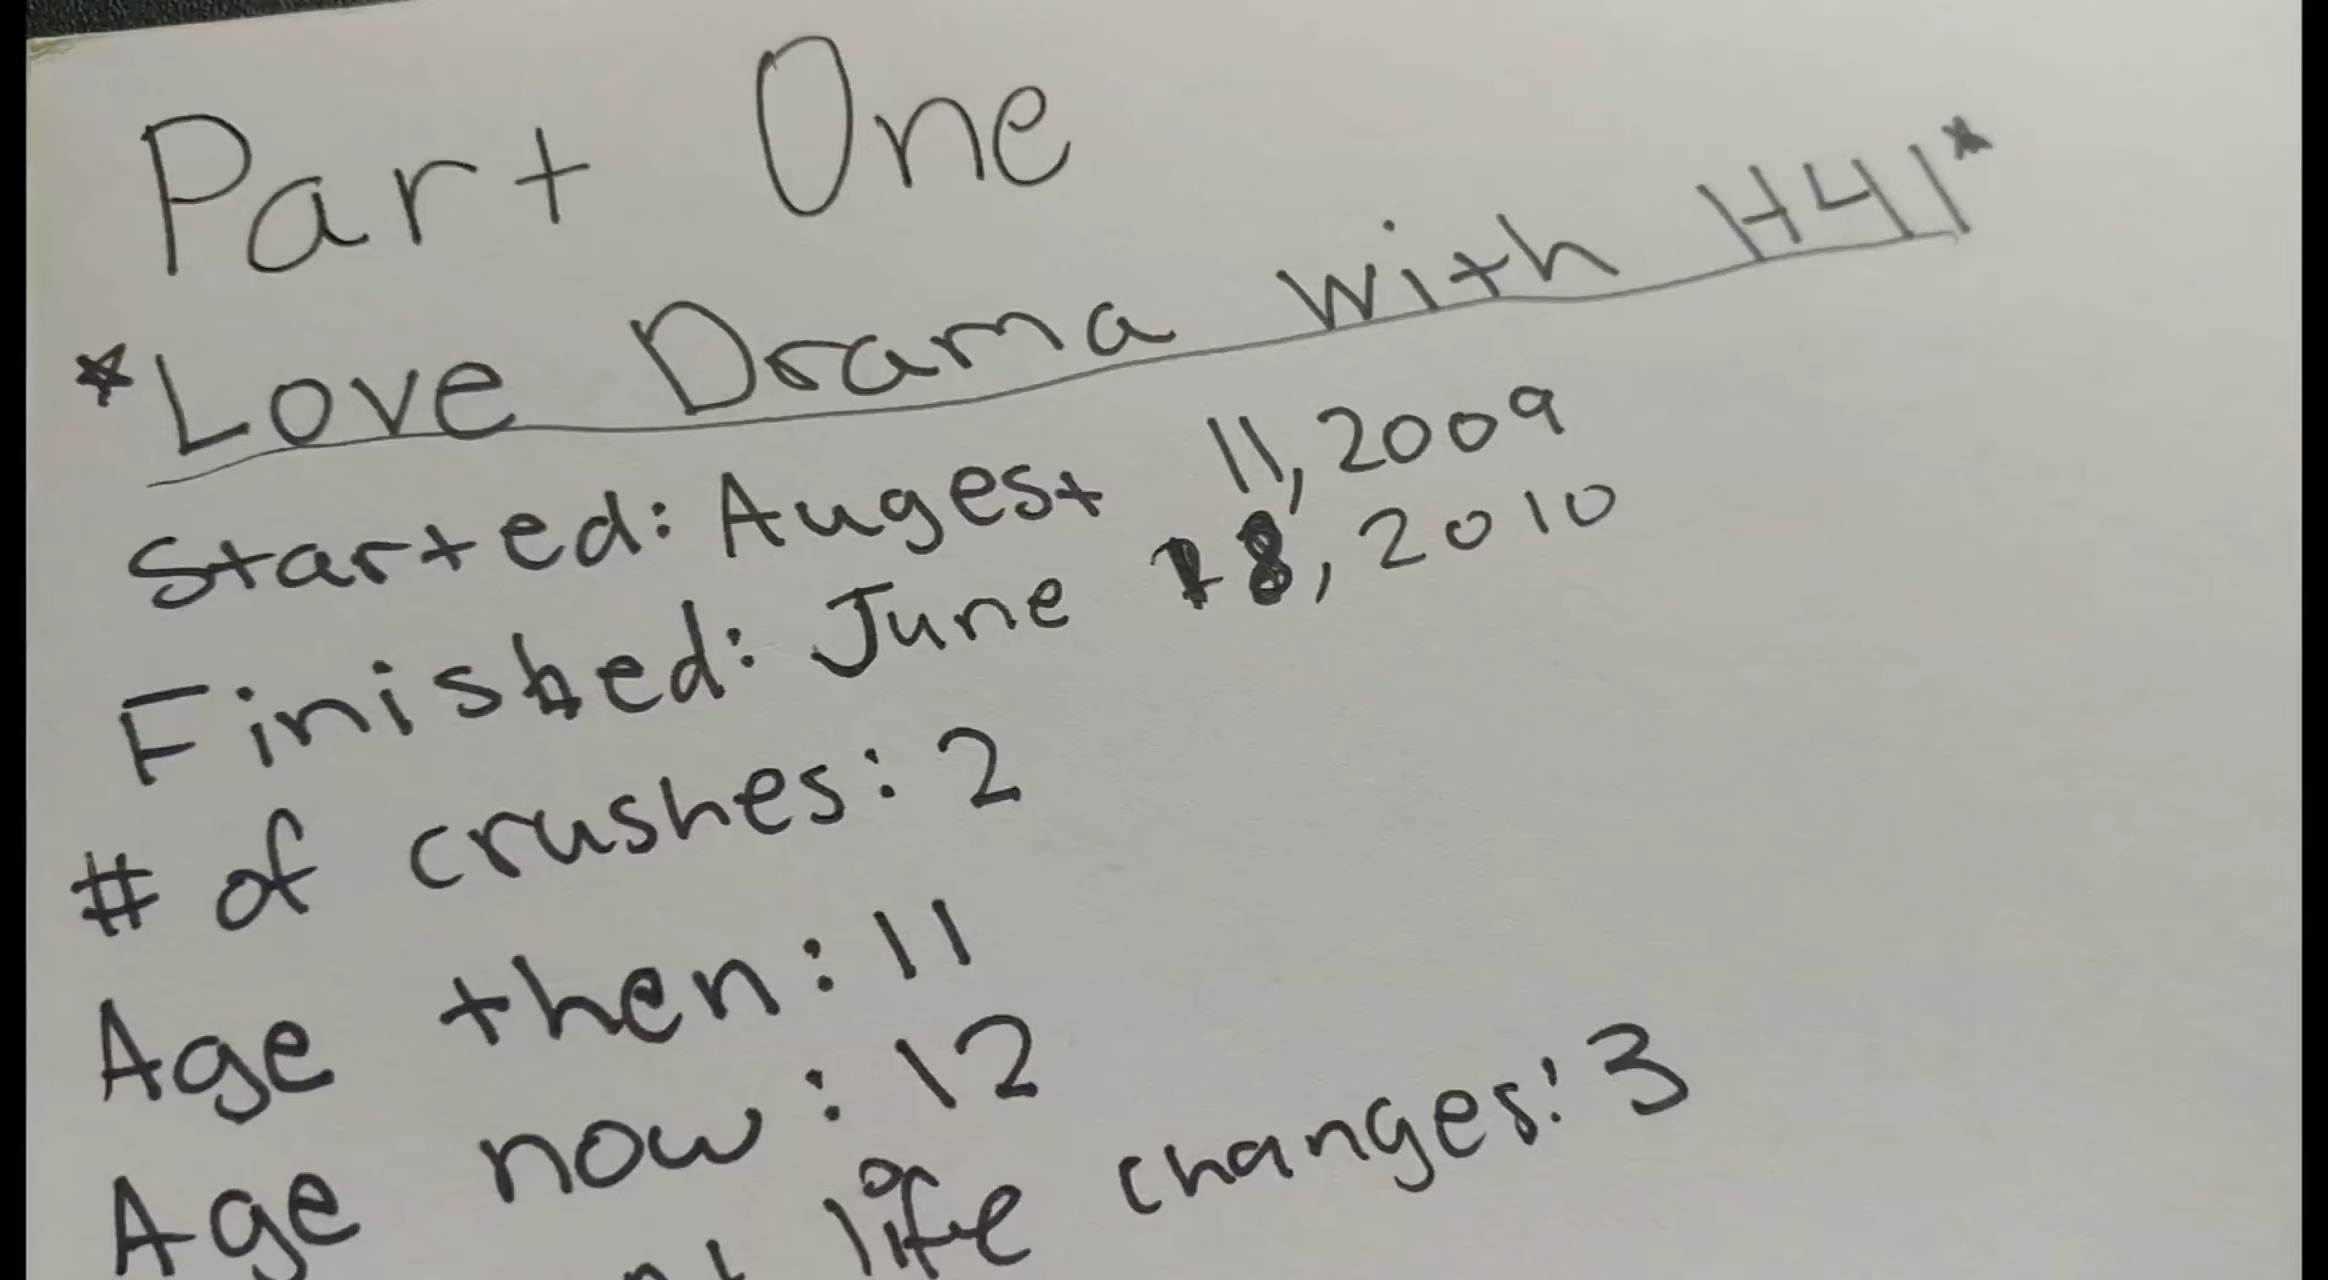 Part One
*Love Drama with H41*
Started: Augest 11, 2009
Finished: June 18, 2010
# of crushes: 2
Age then: 11
Age now: 12
life changes: 3